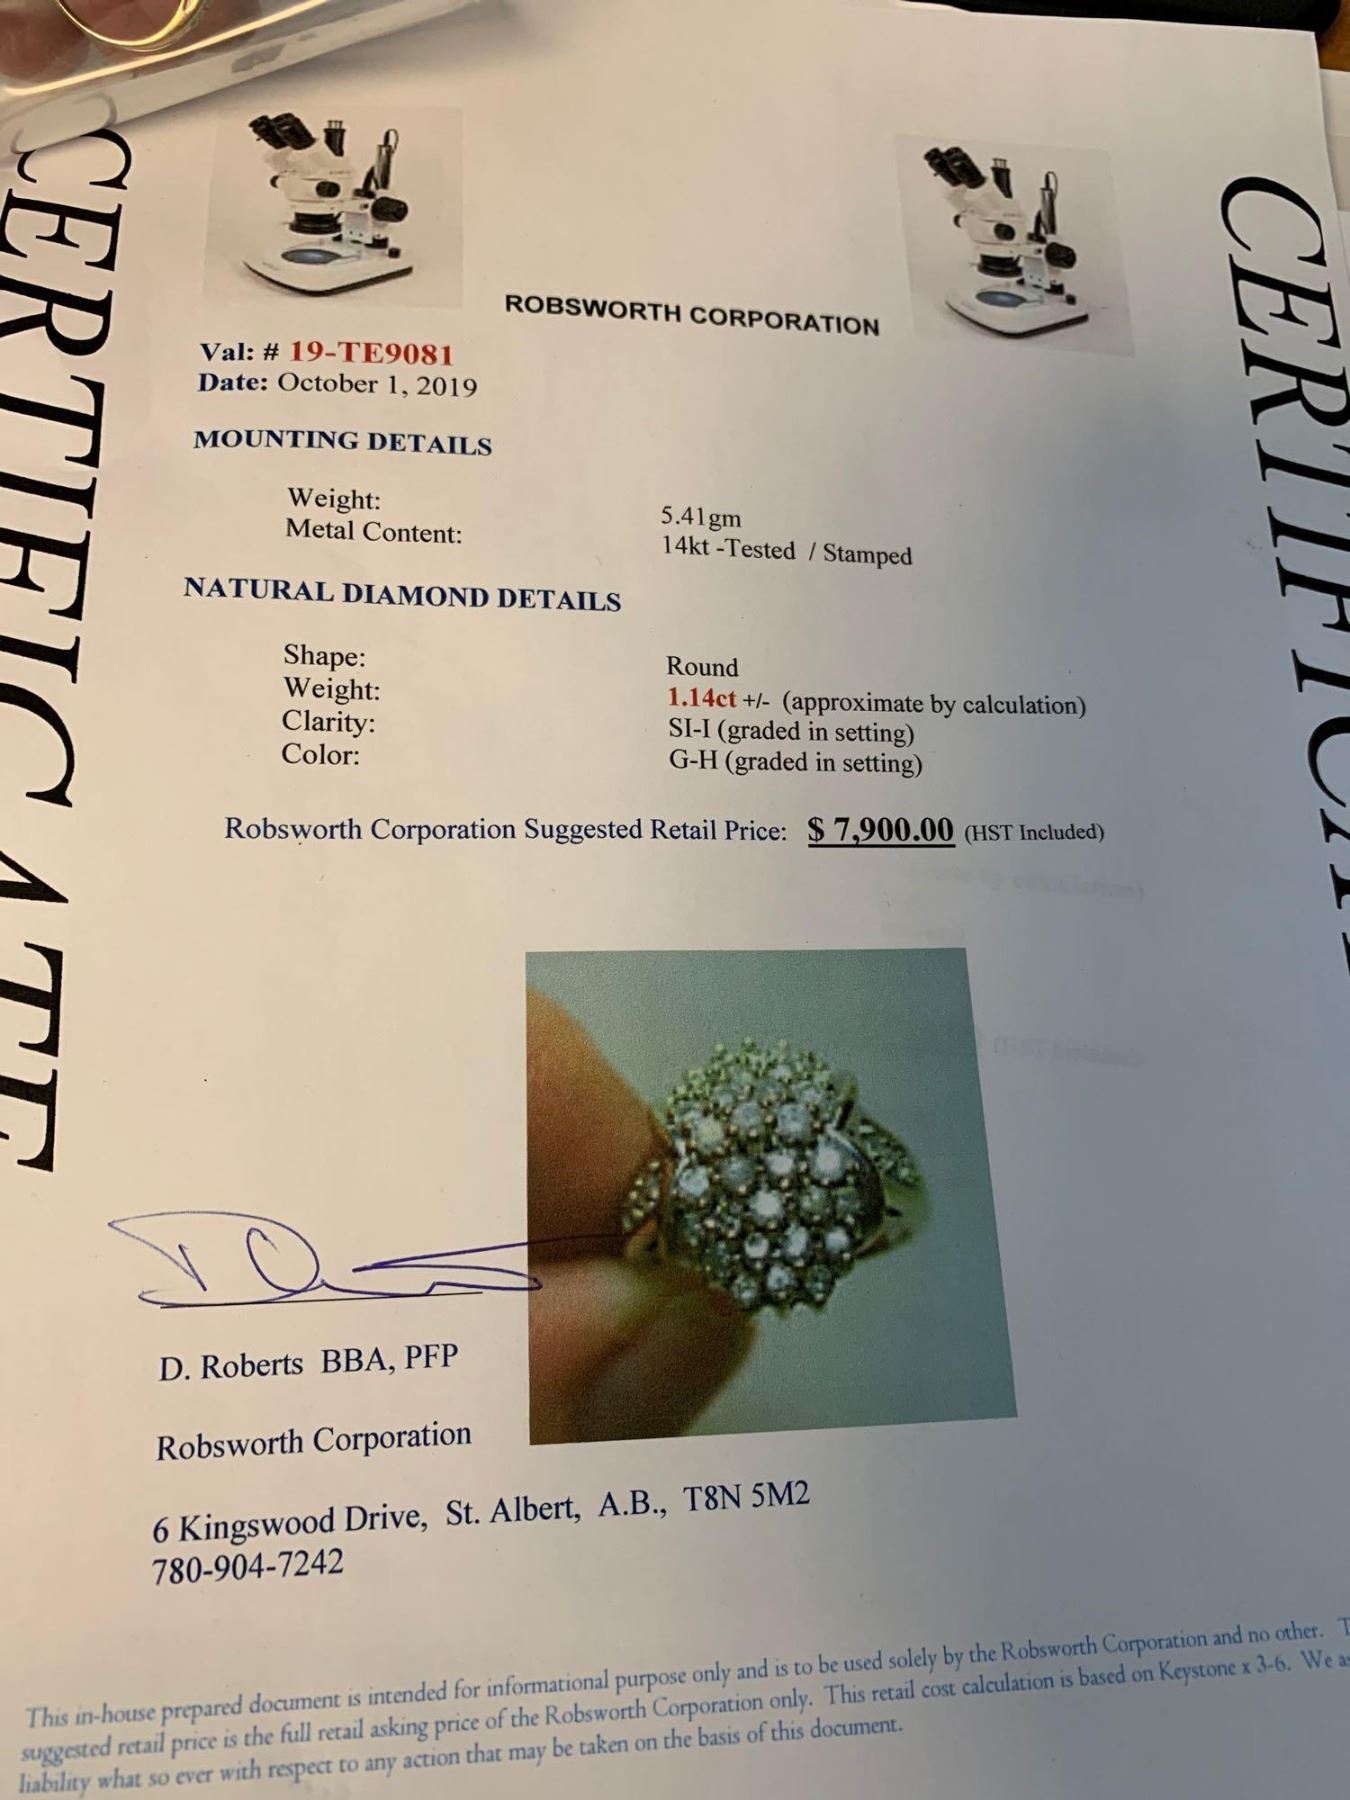 CERTIFICATE
ROBSWORTH CORPORATION
Val: # 19-TE9081
Date: October 1, 2019
MOUNTING DETAILS
Weight: 5.41gm
Metal Content: 14kt -Tested / Stamped
NATURAL DIAMOND DETAILS
Shape: Round
Weight: 1.14ct +/- (approximate by calculation)
Clarity: SI-I (graded in setting)
Color: G-H (graded in setting)
Robsworth Corporation Suggested Retail Price: $ 7,900.00 (HST Included)
D. Roberts BBA, PFP
Robsworth Corporation
6 Kingswood Drive, St. Albert, A.B., T8N 5M2
780-904-7242
This in-house prepared document is intended for informational purpose only and is to be used solely by the Robsworth Corporation and no other.
suggested retail price is the full retail asking price of the Robsworth Corporation only. This retail cost calculation is based on Keystone x 3-6. We
liability what so ever with respect to any action that may be taken on the basis of this document.
CERTIFICA